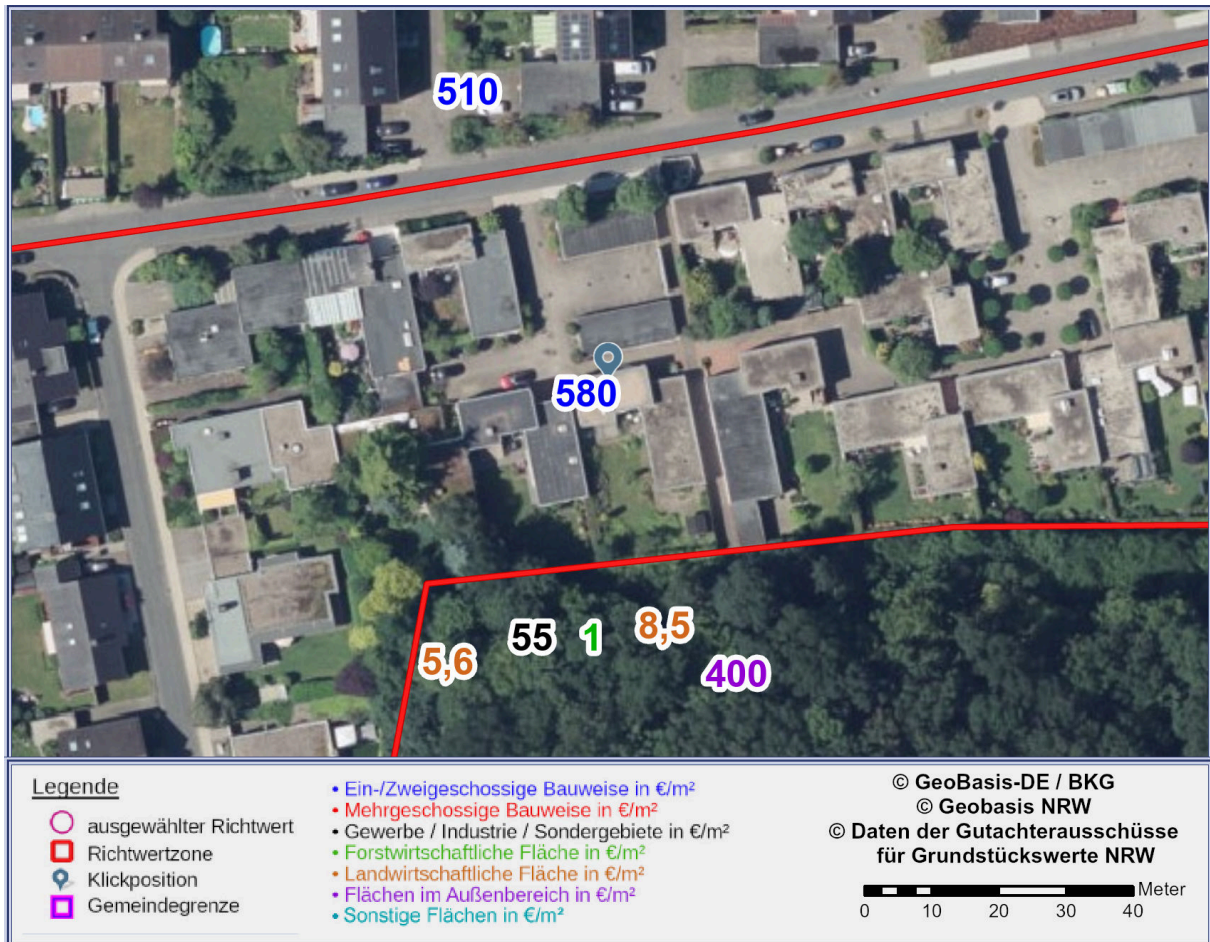 510
580
5,6
55
1
8,5
400
Legende
ausgewählter Richtwert
Richtwertzone
Klickposition
Gemeindegrenze
• Ein-/Zweigeschossige Bauweise in €/m²
• Mehrgeschossige Bauweise in €/m²
• Gewerbe / Industrie / Sondergebiete in €/m²
• Forstwirtschaftliche Fläche in €/m²
• Landwirtschaftliche Fläche in €/m²
• Flächen im Außenbereich in €/m²
• Sonstige Flächen in €/m²
© GeoBasis-DE / BKG
© Geobasis NRW
© Daten der Gutachterausschüsse
für Grundstückswerte NRW
Meter
0 10 20 30 40